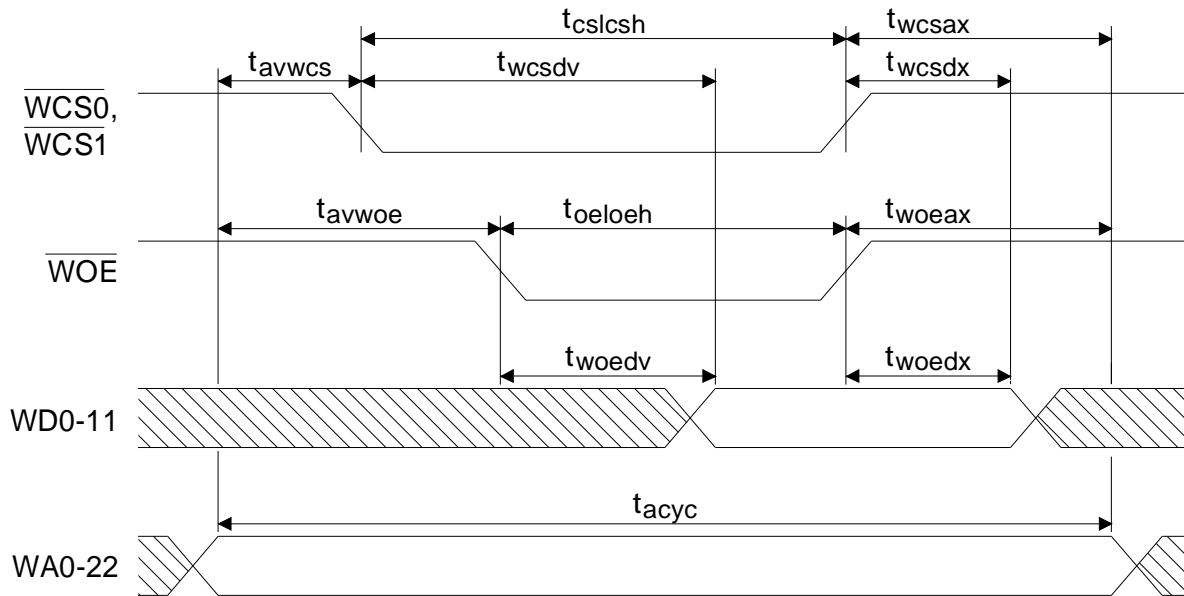 tcslcsh twcsax
tavwcs twcsdv twcsdx
WCS0,
WCS1
tavwoe toeloeh twoeax
WOE
twoedv twoedx
WD0-11
tacyc
WA0-22